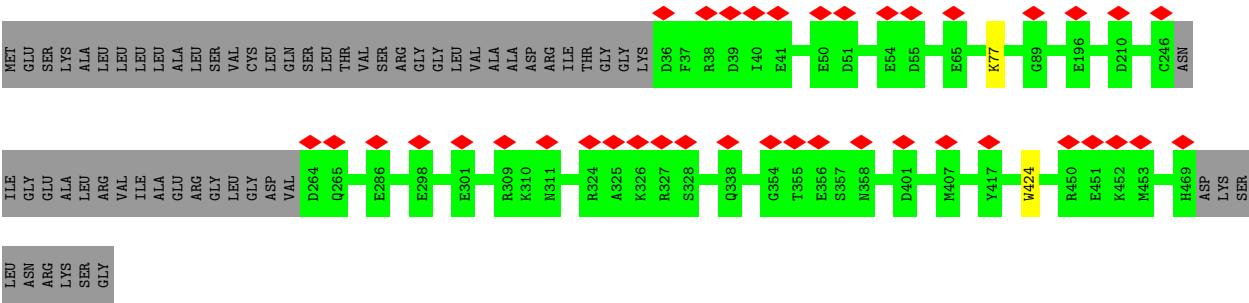 MET GLU SER LYS ALA LEU LEU LEU LEU LEU ALA LEU SER VAL CYS LEU GLN SER LEU THR VAL SER ARG GLY GLY LEU VAL ALA ALA ASP ARG ILE THR GLY GLY LYS D36 F37 R38 D39 I40 E41 E50 D51 E54 D55 E65 K77 G89 E196 D210 C246 ASN
ILE GLY GLU ALA LEU ARG VAL ILE ALA GLU ARG GLY LEU GLY ASP VAL D264 Q265 E286 E298 E301 R309 K310 N311 R324 A325 K326 R327 S328 Q338 G354 T355 E356 S357 N358 D401 M407 Y417 W424 R450 E451 K452 M453 H469 ASP LYS SER
LEU ASN ARG LYS SER GLY